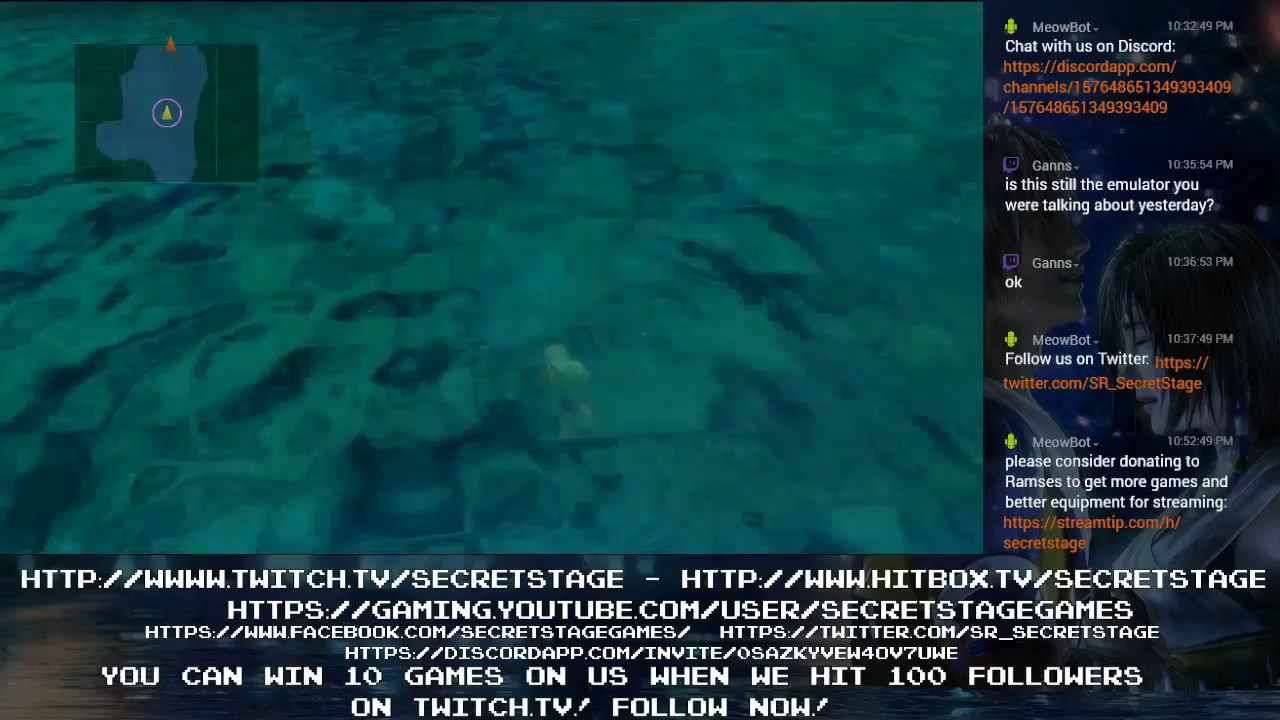 MeowBot 10:32:49 PM
Chat with us on Discord:
https://discordapp.com/
channels/157648651349393409
/157648651349393409
Ganns 10:35:54 PM
is this still the emulator you
were talking about yesterday?
Ganns 10:36:53 PM
ok
MeowBot 10:37:49 PM
Follow us on Twitter: https://
twitter.com/SR_SecretStage
MeowBot 10:52:49 PM
please consider donating to
Ramses to get more games and
better equipment for streaming:
https://streamtip.com/h/
secretstage
HTTP://WWWW.TWITCH.TV/SECRETSTAGE - HTTP://WWW.HITBOX.TV/SECRETSTAGE
HTTPS://GAMING.YOUTUBE.COM/USER/SECRETSTAGEGAMES
HTTPS://WWW.FACEBOOK.COM/SECRETSTAGEGAMES/ HTTPS://TWITTER.COM/SR_SECRETSTAGE
HTTPS://DISCORDAPP.COM/INVITE/0SAZKYVEW4OV7UWE
YOU CAN WIN 10 GAMES ON US WHEN WE HIT 100 FOLLOWERS
ON TWITCH.TV! FOLLOW NOW!